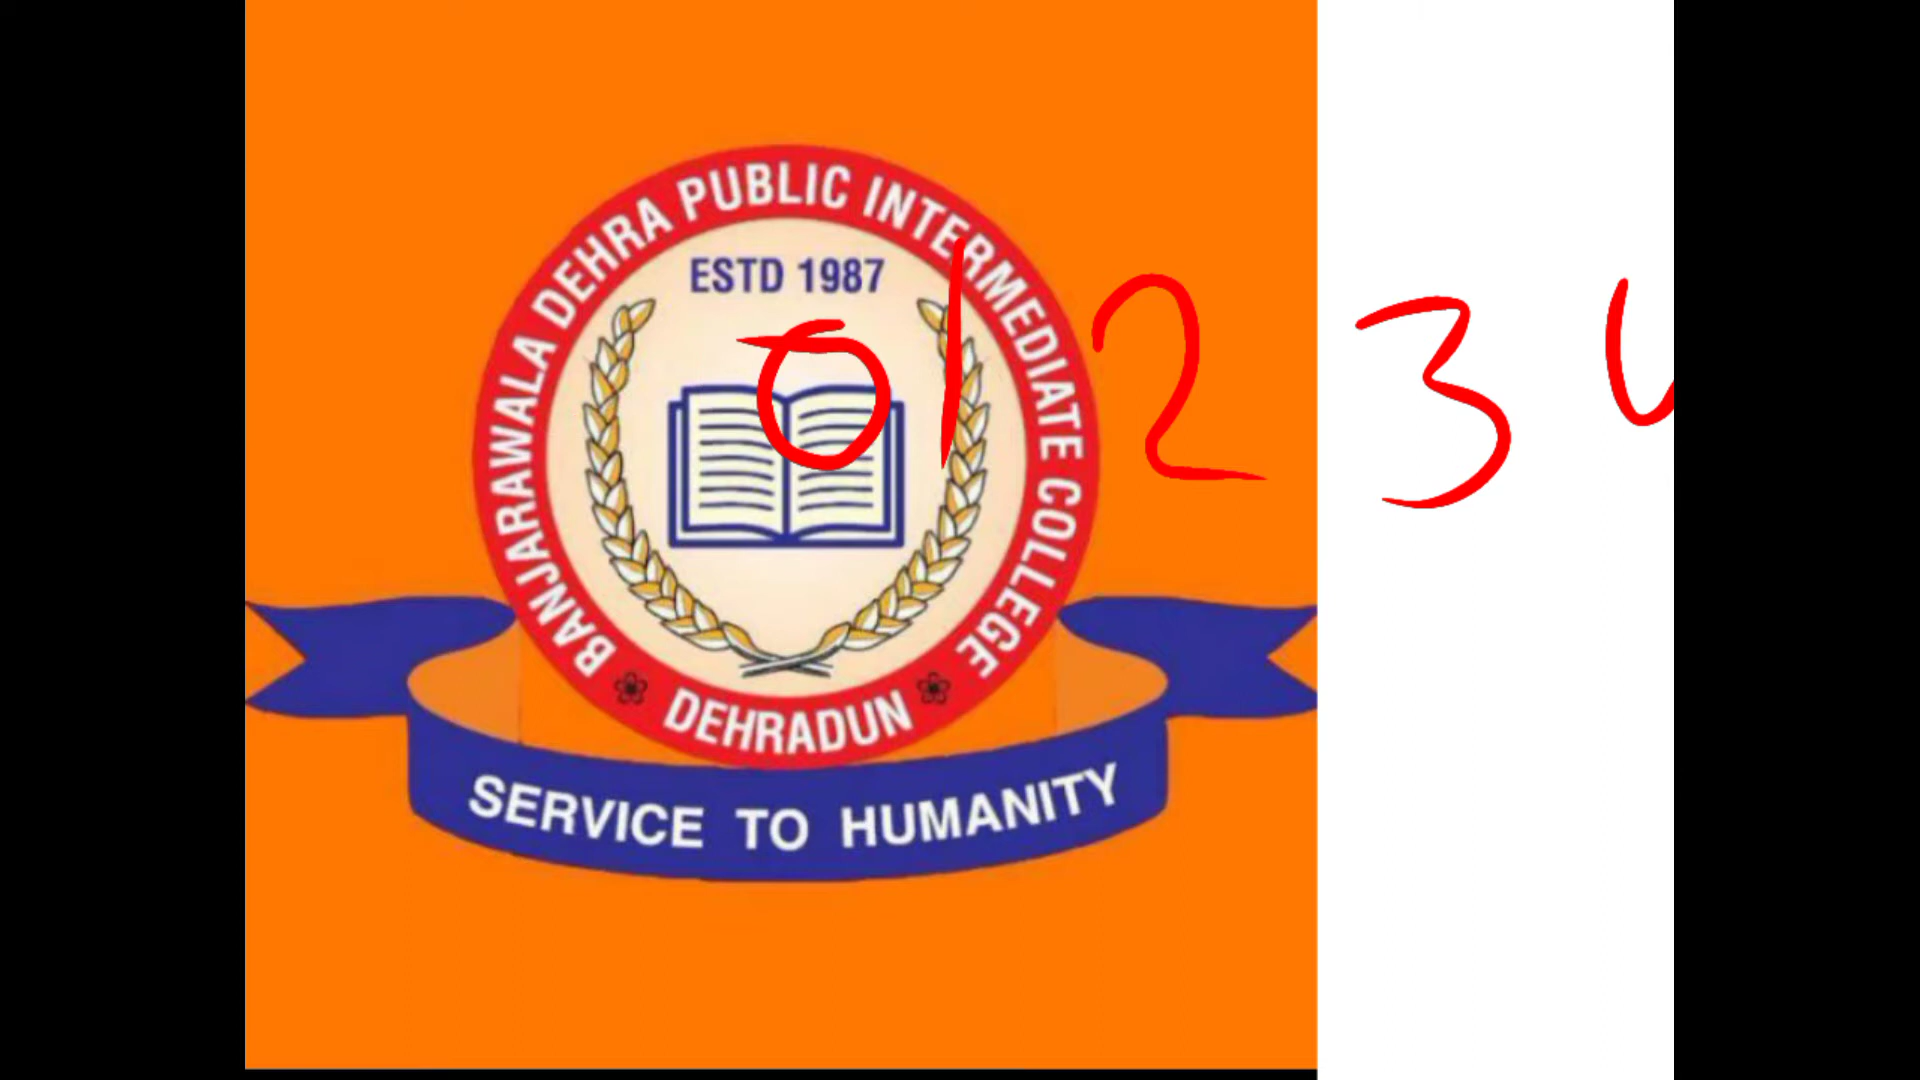 BANJARAWALA DEHRA PUBLIC INTERMEDIATE COLLEGE
ESTD 1987
0 1 2 3
DEHRADUN
SERVICE TO HUMANITY